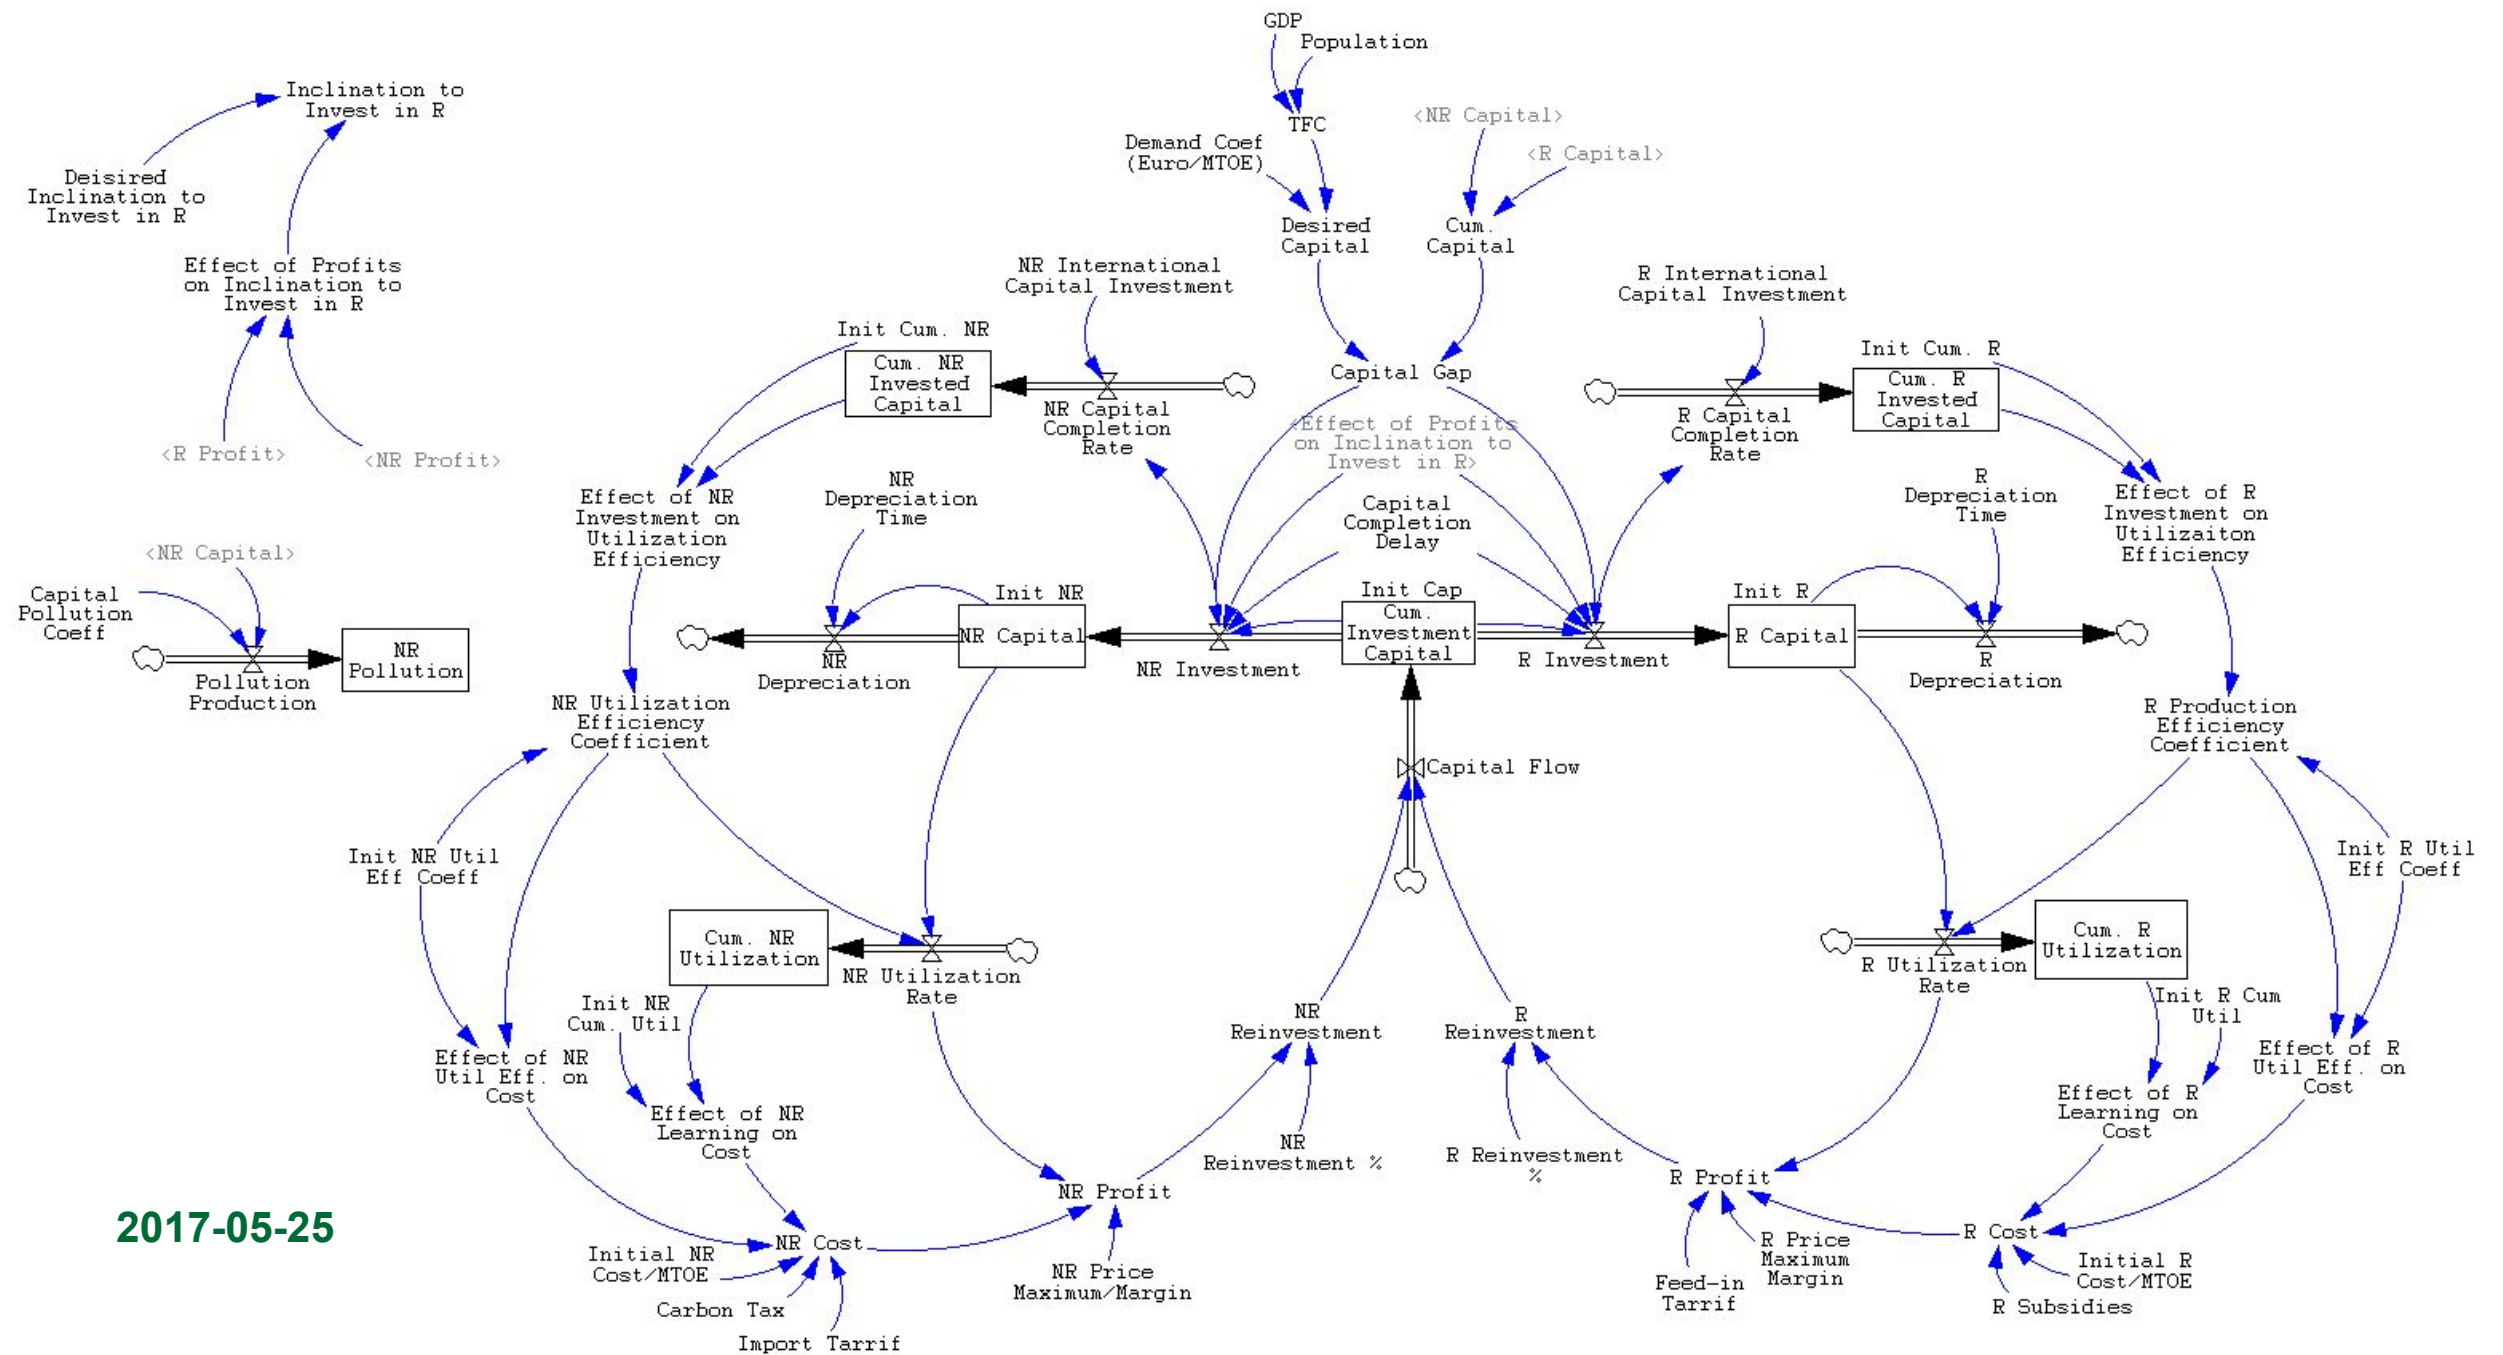 GDP
Population
Inclination to
Invest in R
<NR Capital>
TFC
Demand Coef
(Euro/MTOE)
<R Capital>
Deisired
Inclination to
Invest in R
Desired
Capital
Cum.
Capital
Effect of Profits
on Inclination to
Invest in R
NR International
Capital Investment
R International
Capital Investment
Init Cum. NR
Cum. NR
Invested
Capital
Capital Gap
Init Cum. R
Cum. R
Invested
Capital
NR Capital
Completion
Rate
<Effect of Profits
on Inclination to
Invest in R>
R Capital
Completion
Rate
<R Profit>
<NR Profit>
Effect of NR
Investment on
Utilization
Efficiency
NR
Depreciation
Time
Capital
Completion
Delay
R
Depreciation
Time
Effect of R
Investment on
Utilizaiton
Efficiency
<NR Capital>
Capital
Pollution
Coeff
NR
Pollution
Pollution
Production
Init NR
NR Capital
NR
Depreciation
NR Investment
Init Cap
Cum.
Investment
Capital
R Investment
Init R
R Capital
R
Depreciation
NR Utilization
Efficiency
Coefficient
R Production
Efficiency
Coefficient
Capital Flow
Init NR Util
Eff Coeff
Init R Util
Eff Coeff
Cum. NR
Utilization
NR Utilization
Rate
Cum. R
Utilization
R Utilization
Rate
Init NR
Cum. Util
NR
Reinvestment
R
Reinvestment
Init R Cum
Util
Effect of NR
Util Eff. on
Cost
Effect of R
Util Eff. on
Cost
Effect of NR
Learning on
Cost
Effect of R
Learning on
Cost
NR
Reinvestment %
R Reinvestment
%
NR Profit
R Profit
2017-05-25
NR Cost
R Cost
Initial NR
Cost/MTOE
Carbon Tax
Import Tarrif
NR Price
Maximum/Margin
Feed-in
Tarrif
R Price
Maximum
Margin
Initial R
Cost/MTOE
R Subsidies